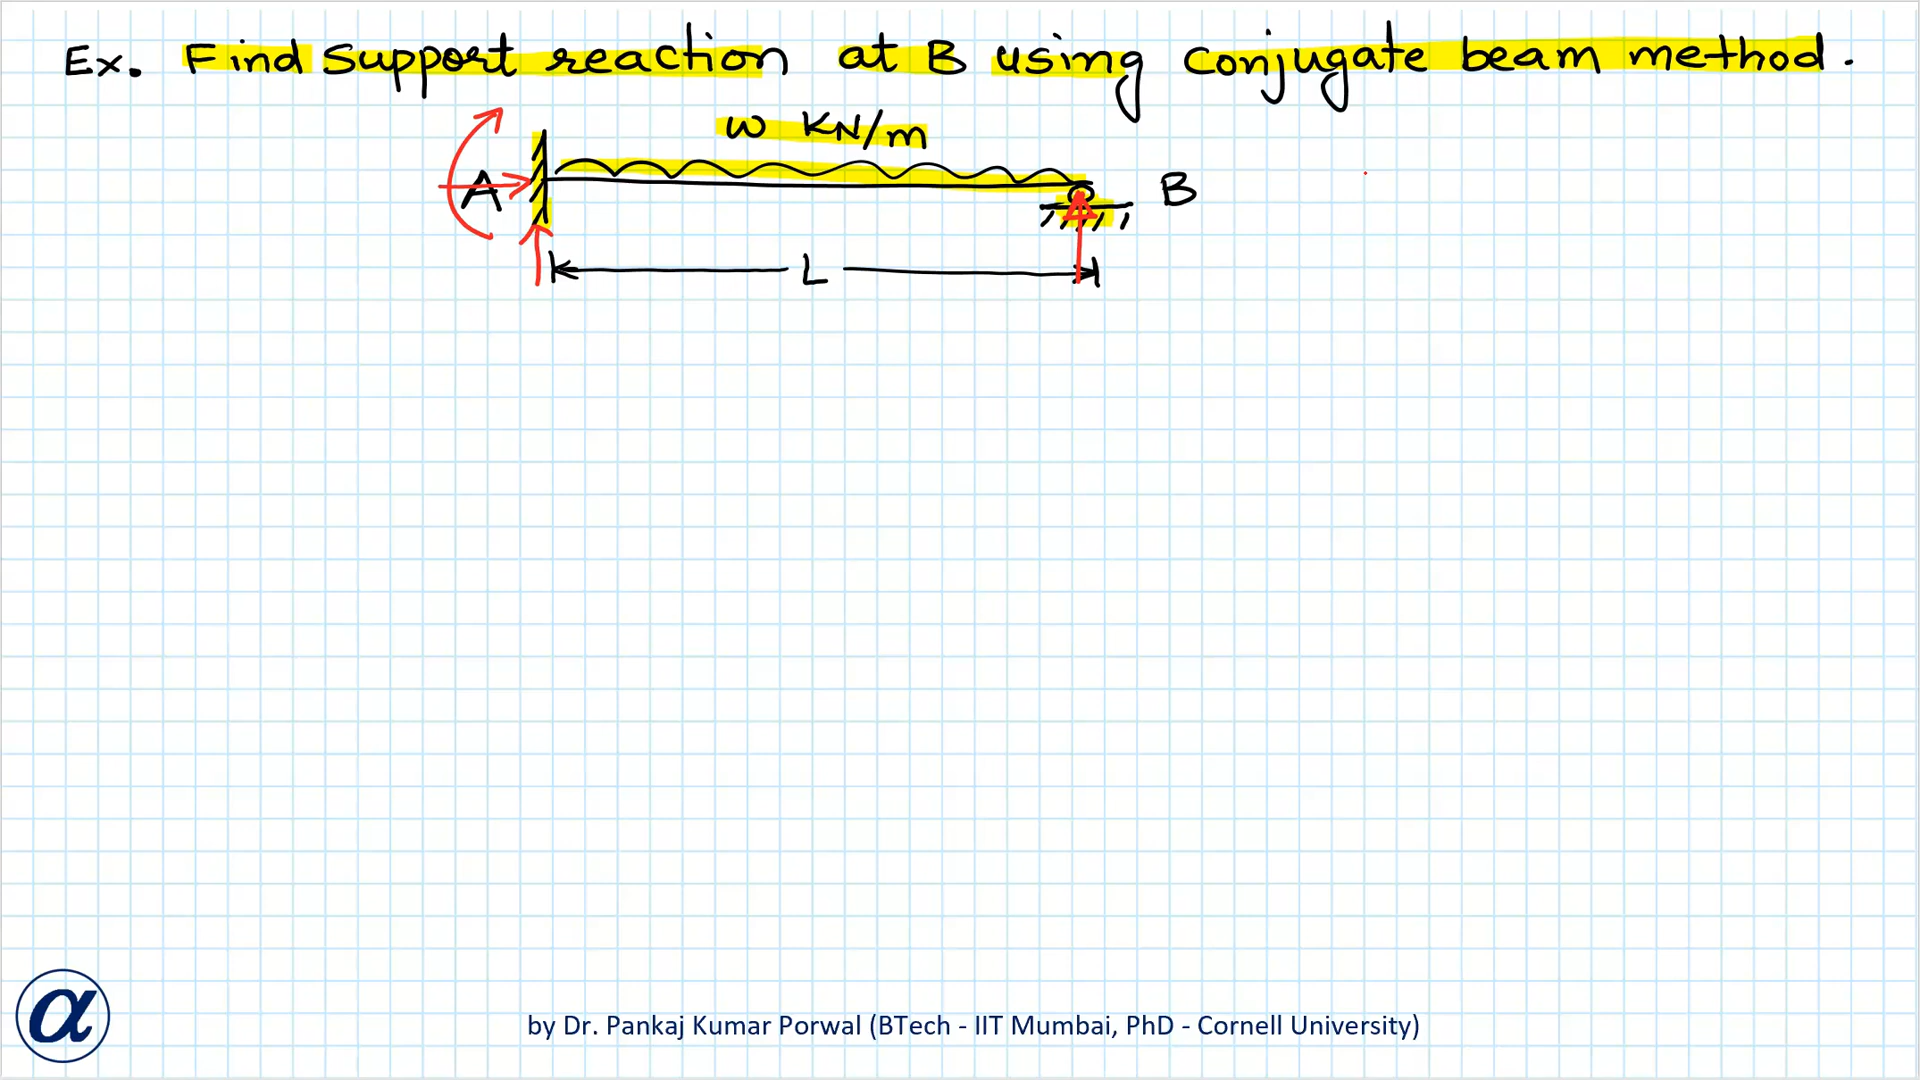 Ex. Find Support reaction at B using Conjugate beam method.
w KN/m
A
B
L
α
by Dr. Pankaj Kumar Porwal (BTech - IIT Mumbai, PhD - Cornell University)